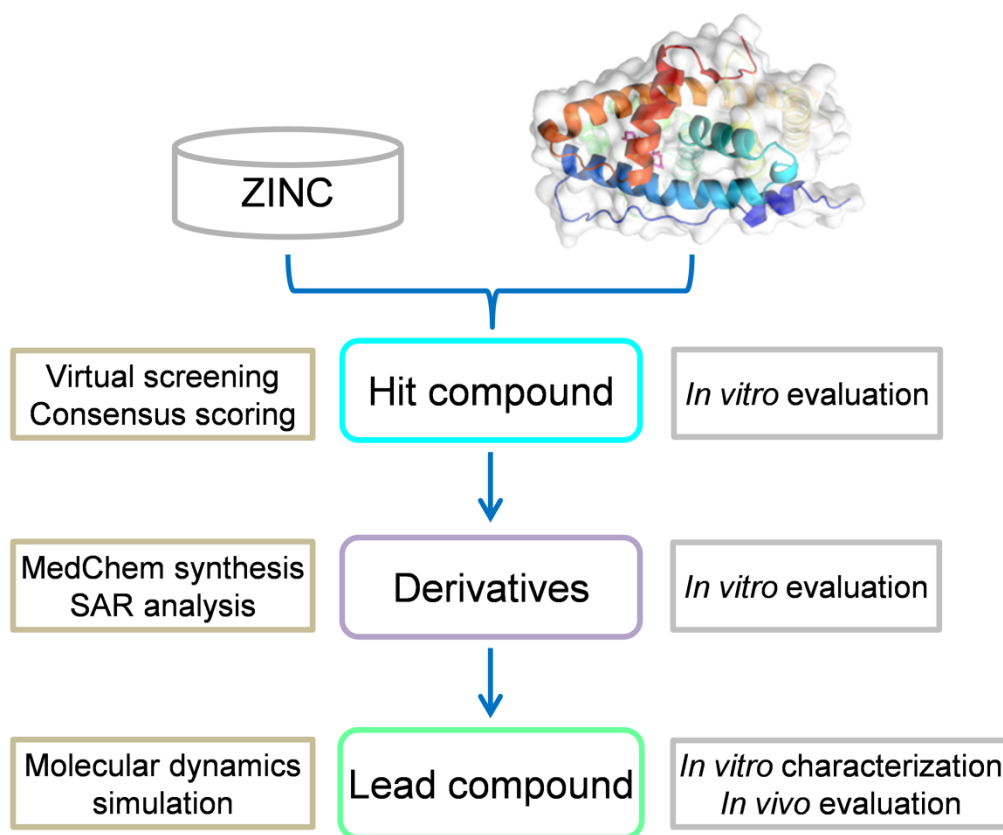 ZINC
Virtual screening
Consensus scoring
Hit compound
In vitro evaluation
MedChem synthesis
SAR analysis
Derivatives
In vitro evaluation
Molecular dynamics
simulation
Lead compound
In vitro characterization
In vivo evaluation